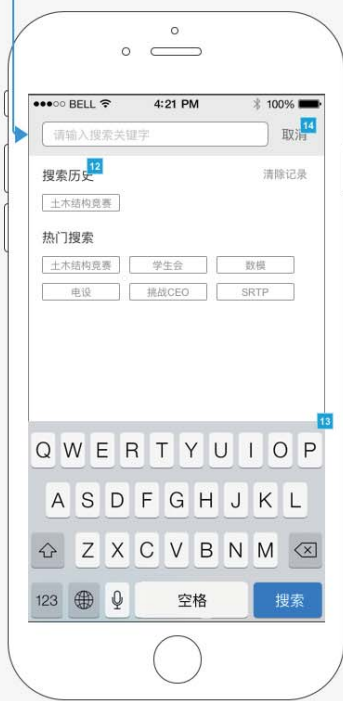 BELL 4:21 PM 100%
请输入搜索关键字 取消 14
搜索历史 12 清除记录
土木结构竟赛
热门搜索
土木结构竟赛 学生会 数模
电设 挑战CEO SRTP
13
Q W E R T Y U I O P
A S D F G H J K L
Z X C V B N M
123 空格 搜索